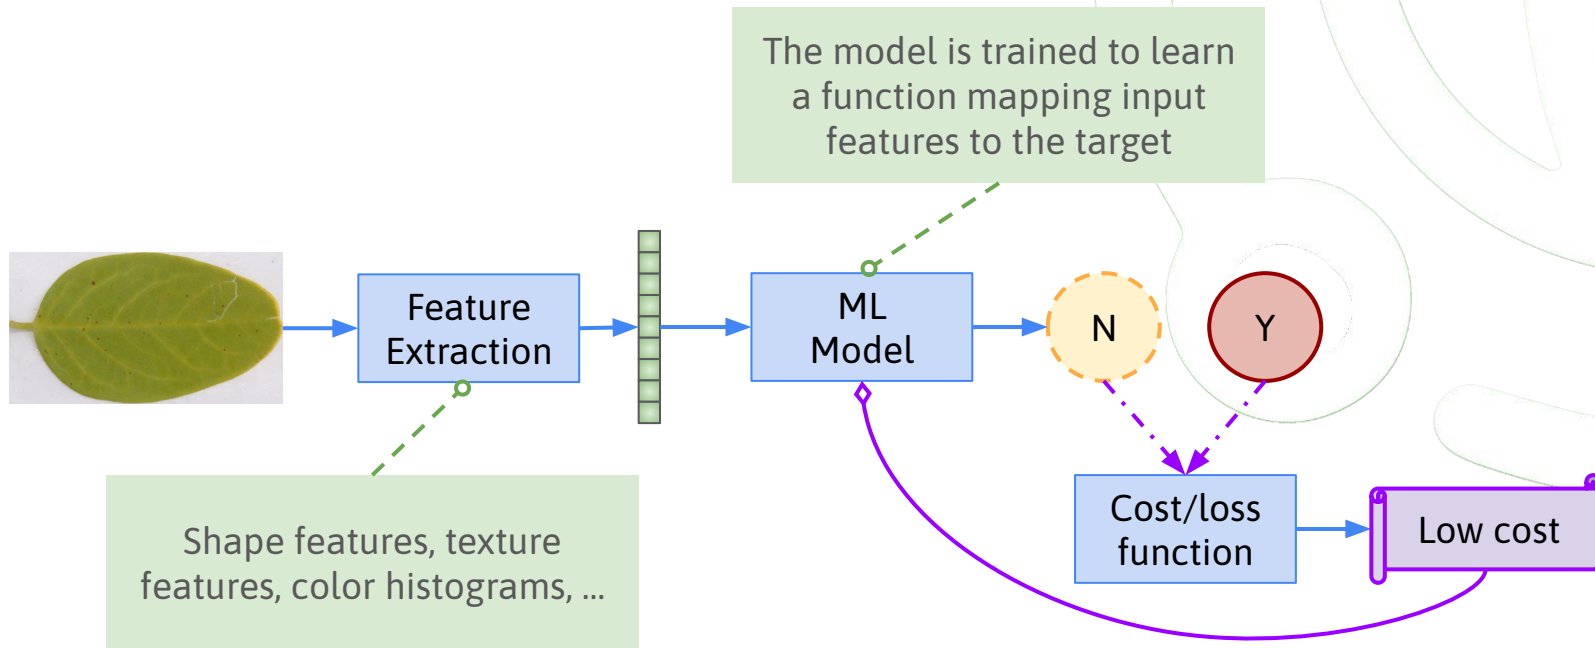 The model is trained to learn
a function mapping input
features to the target
Feature
Extraction
ML
Model
N
Y
Shape features, texture
features, color histograms, ...
Cost/loss
function
Low cost